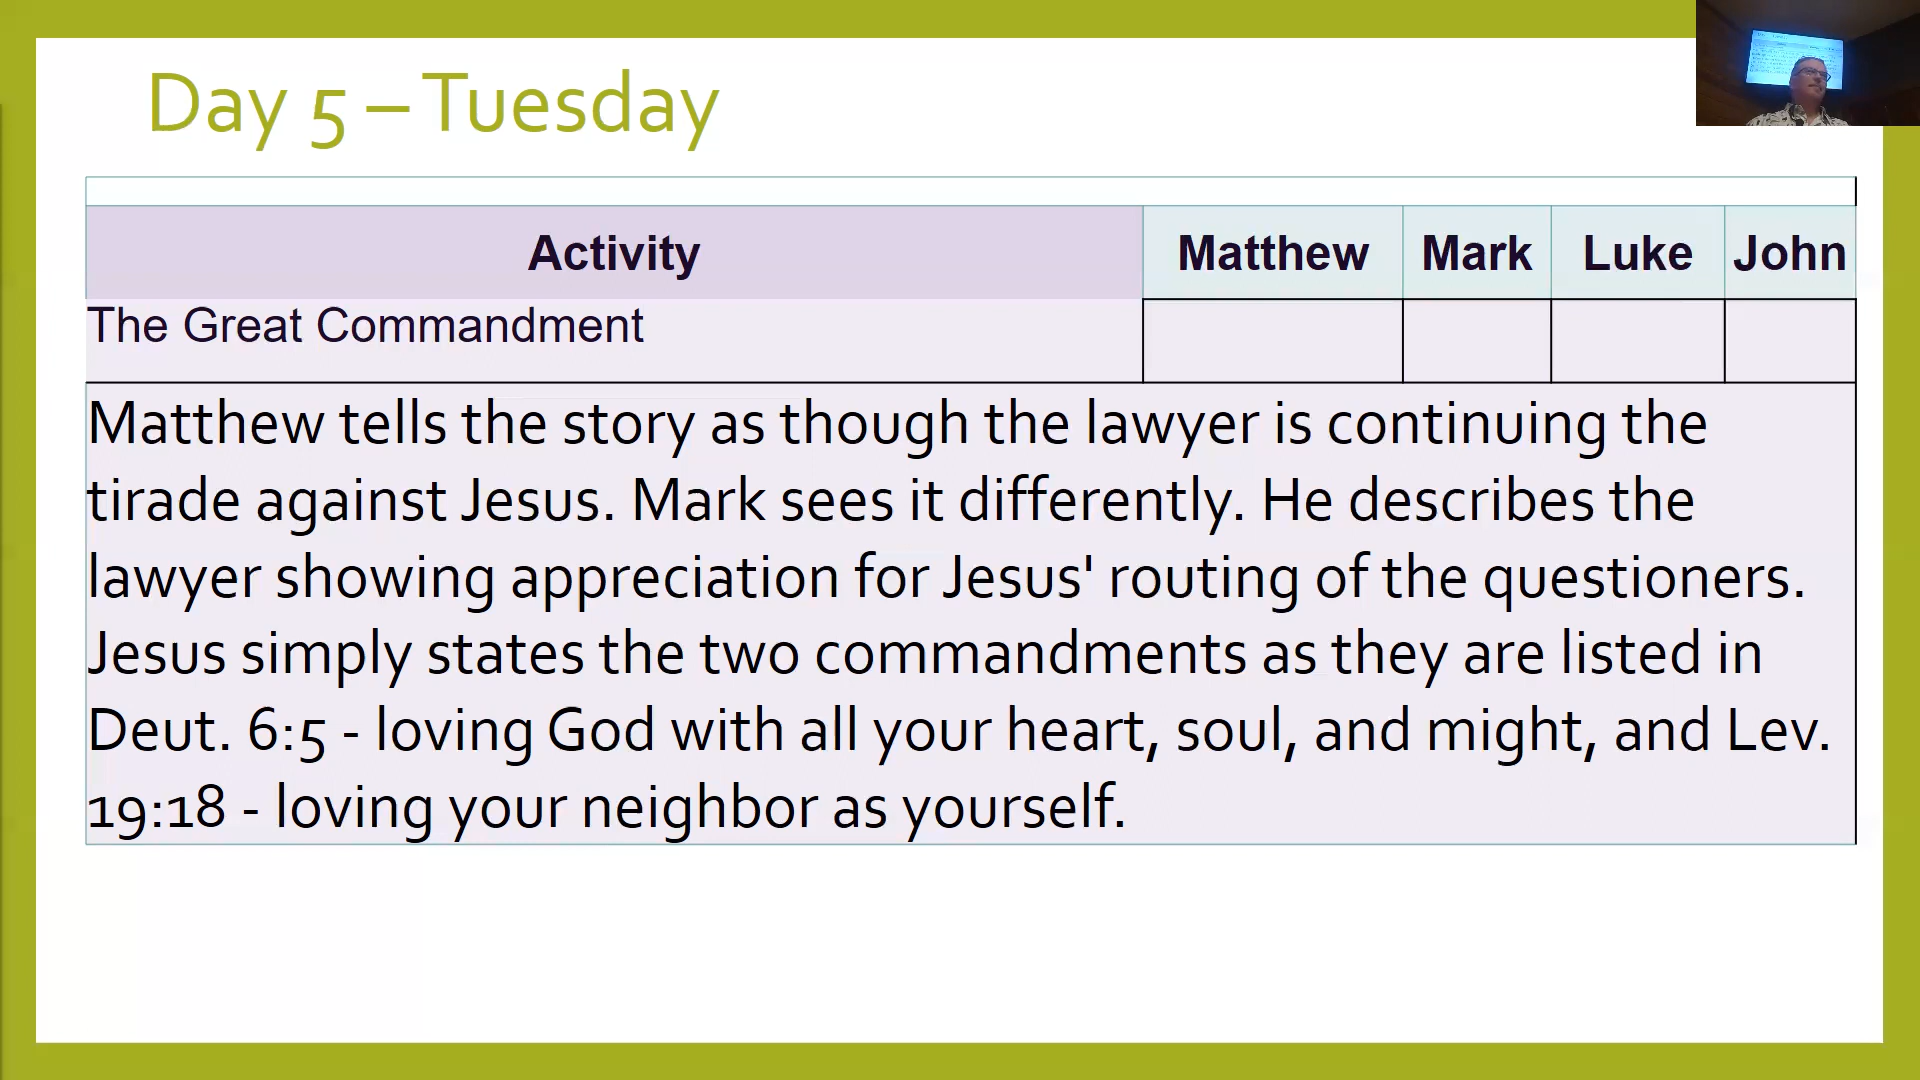 Day 5 – Tuesday
Activity Matthew Mark Luke John
The Great Commandment
Matthew tells the story as though the lawyer is continuing the
tirade against Jesus. Mark sees it differently. He describes the
lawyer showing appreciation for Jesus' routing of the questioners.
Jesus simply states the two commandments as they are listed in
Deut. 6:5 - loving God with all your heart, soul, and might, and Lev.
19:18 - loving your neighbor as yourself.